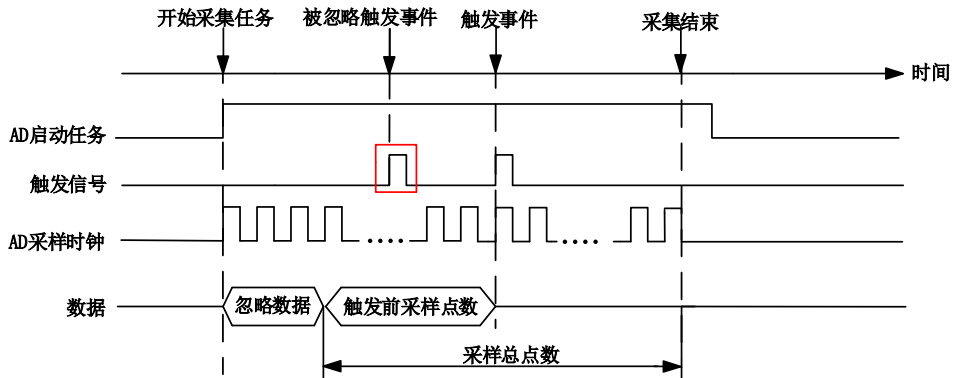 开始采集任务
被忽略触发事件
触发事件
采集结束
时间
AD启动任务
触发信号
AD采样时钟
数据
忽略数据
触发前采样点数
采样总点数